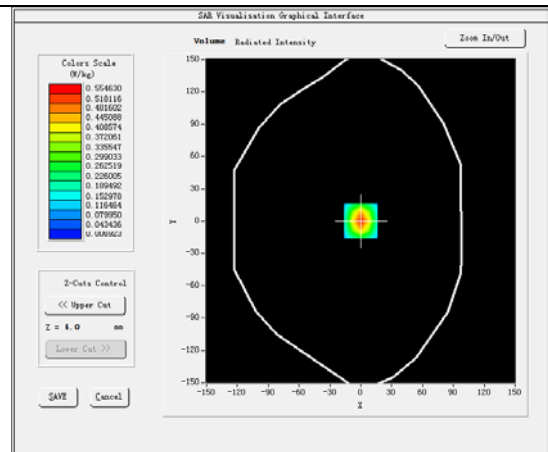 SAR Visualisation Graphical Interface
Volume Radiated Intensity
Zoom In/Out
Colors Scale
(W/kg)
0.554630
0.518116
0.481602
0.445088
0.408574
0.372061
0.335547
0.299033
0.262519
0.226005
0.189492
0.152978
0.116464
0.079950
0.043436
0.006923
150
120
90
60
30
0
-30
-60
-90
-120
-150
Y
-150 -120 -90 -60 -30 0 30 60 90 120 150
X
Z-Cuts Control
<< Upper Cut
Z = 4.0 mm
Lower Cut >>
SAVE Cancel